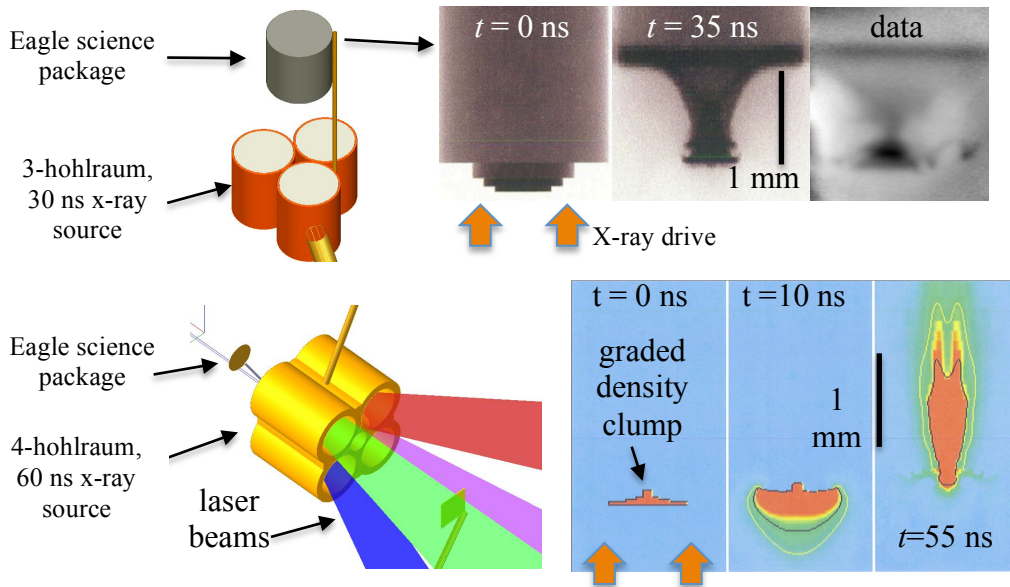 Eagle science
package
3-hohlraum,
30 ns x-ray
source
t = 0 ns
t = 35 ns
data
1 mm
X-ray drive
Eagle science
package
4-hohlraum,
60 ns x-ray
source
laser
beams
t = 0 ns
t =10 ns
graded
density
clump
1
mm
t=55 ns